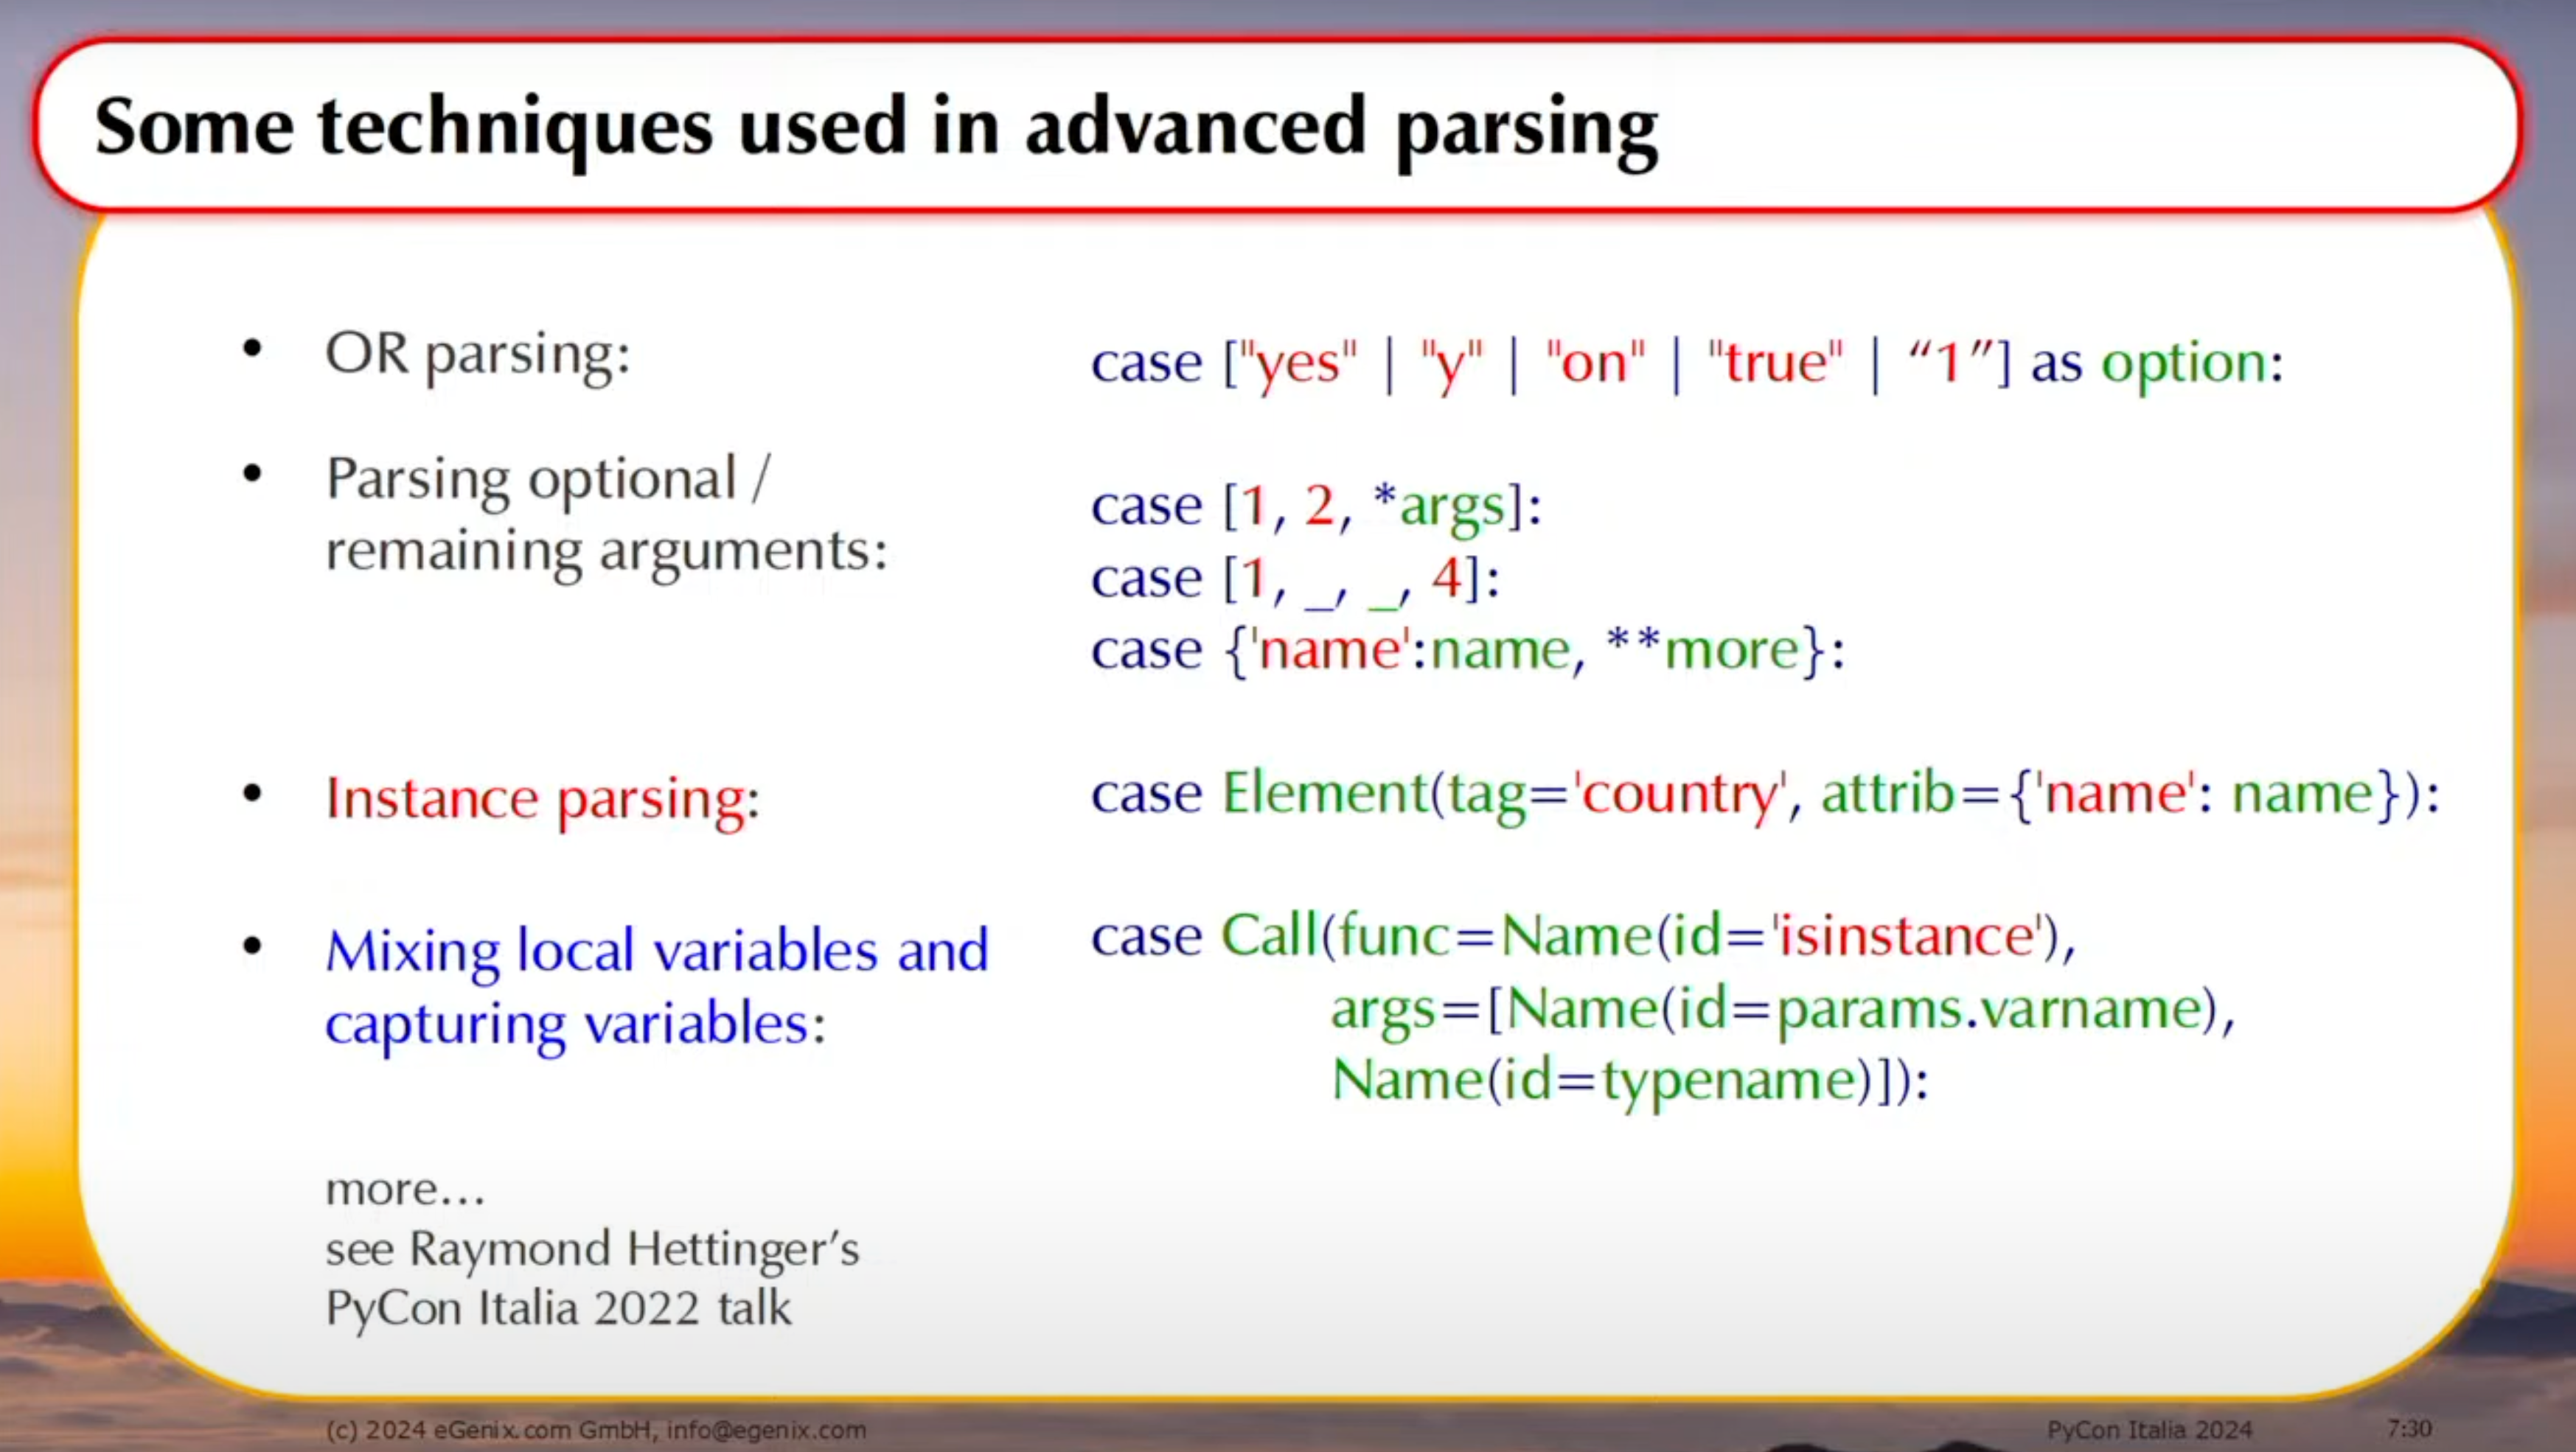 Some techniques used in advanced parsing
• OR parsing:
case ["yes" | "y" | "on" | "true" | “1”] as option:
• Parsing optional /
remaining arguments:
case [1, 2, *args]:
case [1, _, _, 4]:
case {'name':name, **more}:
• Instance parsing:
case Element(tag='country', attrib={'name': name}):
• Mixing local variables and
capturing variables:
case Call(func=Name(id='isinstance'),
args=[Name(id=params.varname),
Name(id=typename)]):
more...
see Raymond Hettinger’s
PyCon Italia 2022 talk
(c) 2024 eGenix.com GmbH, info@egenix.com
PyCon Italia 2024
7:30